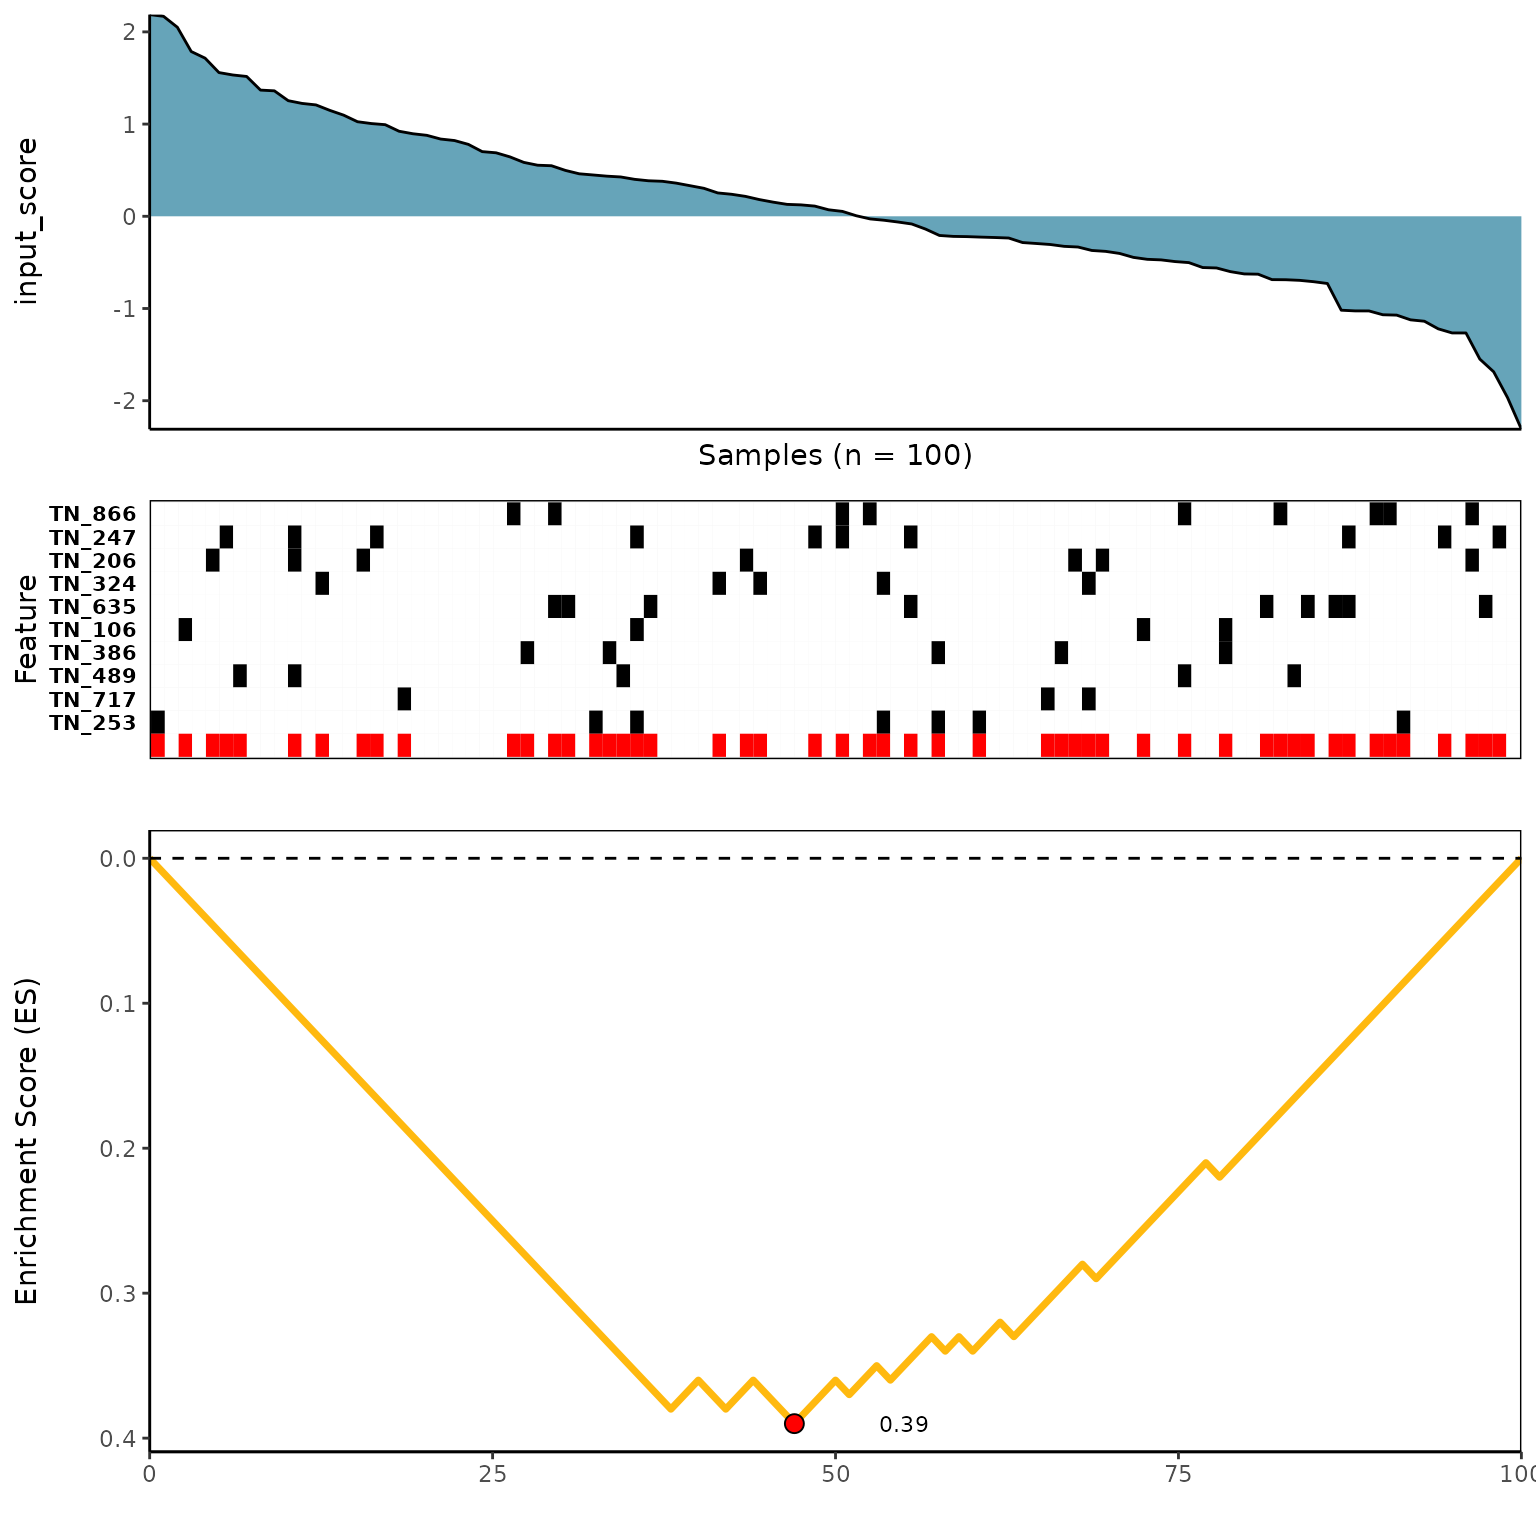 input_score
2
1
0
-1
-2
Samples (n = 100)
Feature
TN_866
TN_247
TN_206
TN_324
TN_635
TN_106
TN_386
TN_489
TN_717
TN_253
Enrichment Score (ES)
0.0
0.1
0.2
0.3
0.4
0.39
0 25 50 75 100